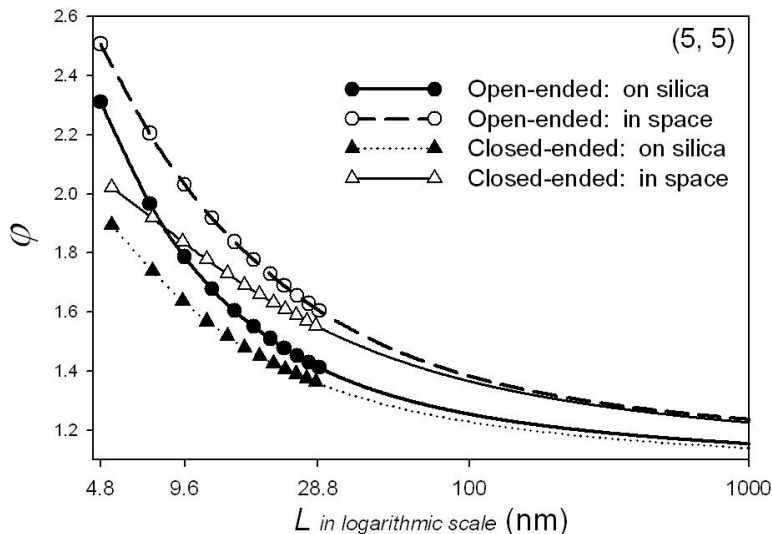 2.6
(5, 5)
2.4
Open-ended: on silica
Open-ended: in space
2.2
Closed-ended: on silica
Closed-ended: in space
2.0
φ
1.8
1.6
1.4
1.2
4.8 9.6 28.8 100 1000
L in logarithmic scale (nm)